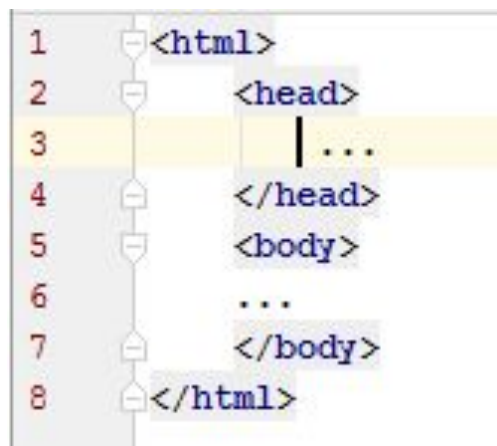 1 <html>
2 <head>
3 ...
4 </head>
5 <body>
6 ...
7 </body>
8 </html>